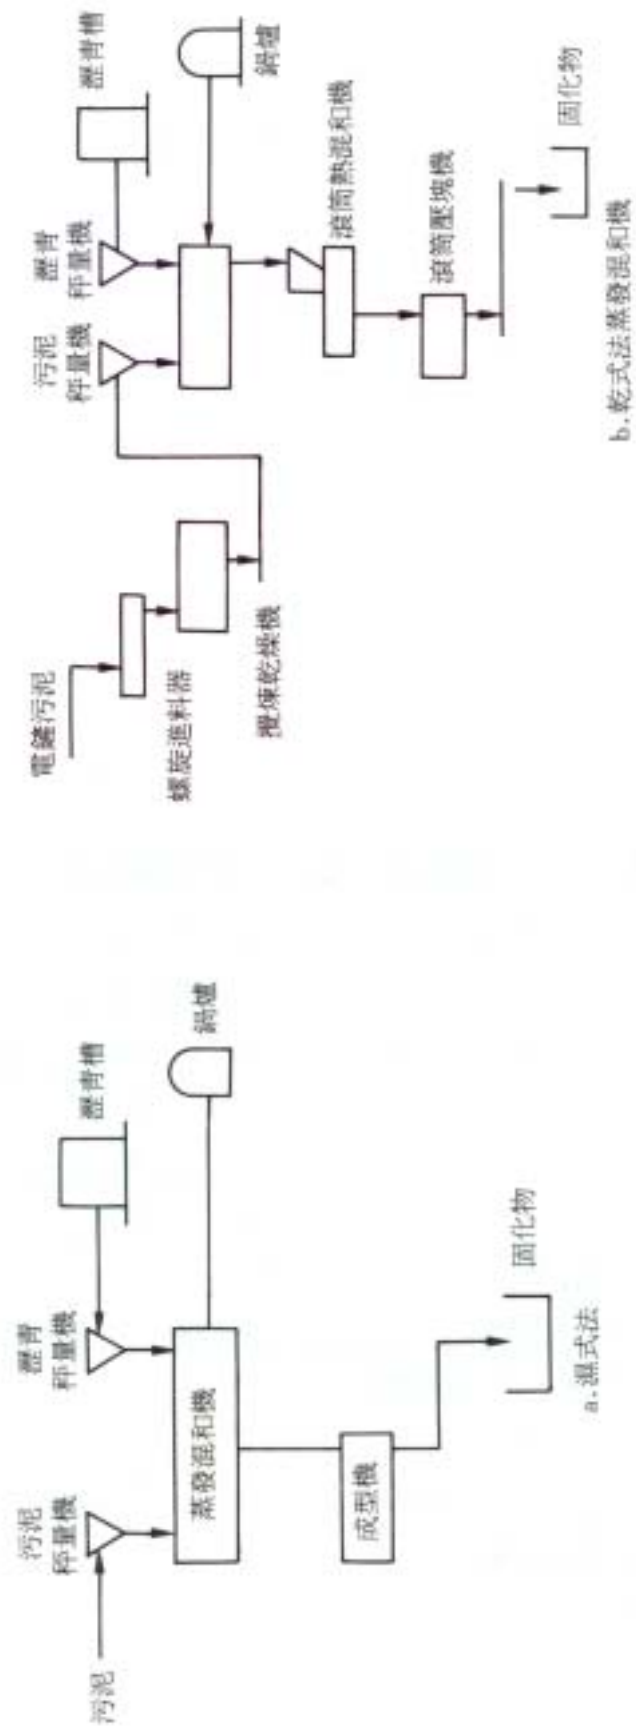 污泥
污泥
秤量機
瀝青
秤量機
瀝青槽
蒸發混和機
鍋爐
成型機
固化物
a.濕式法
電鍍污泥
螺旋進料器
攪煉乾燥機
污泥
秤量機
瀝青
秤量機
瀝青槽
鍋爐
滾筒熱混和機
滾筒壓塊機
固化物
b.乾式法蒸發混和機